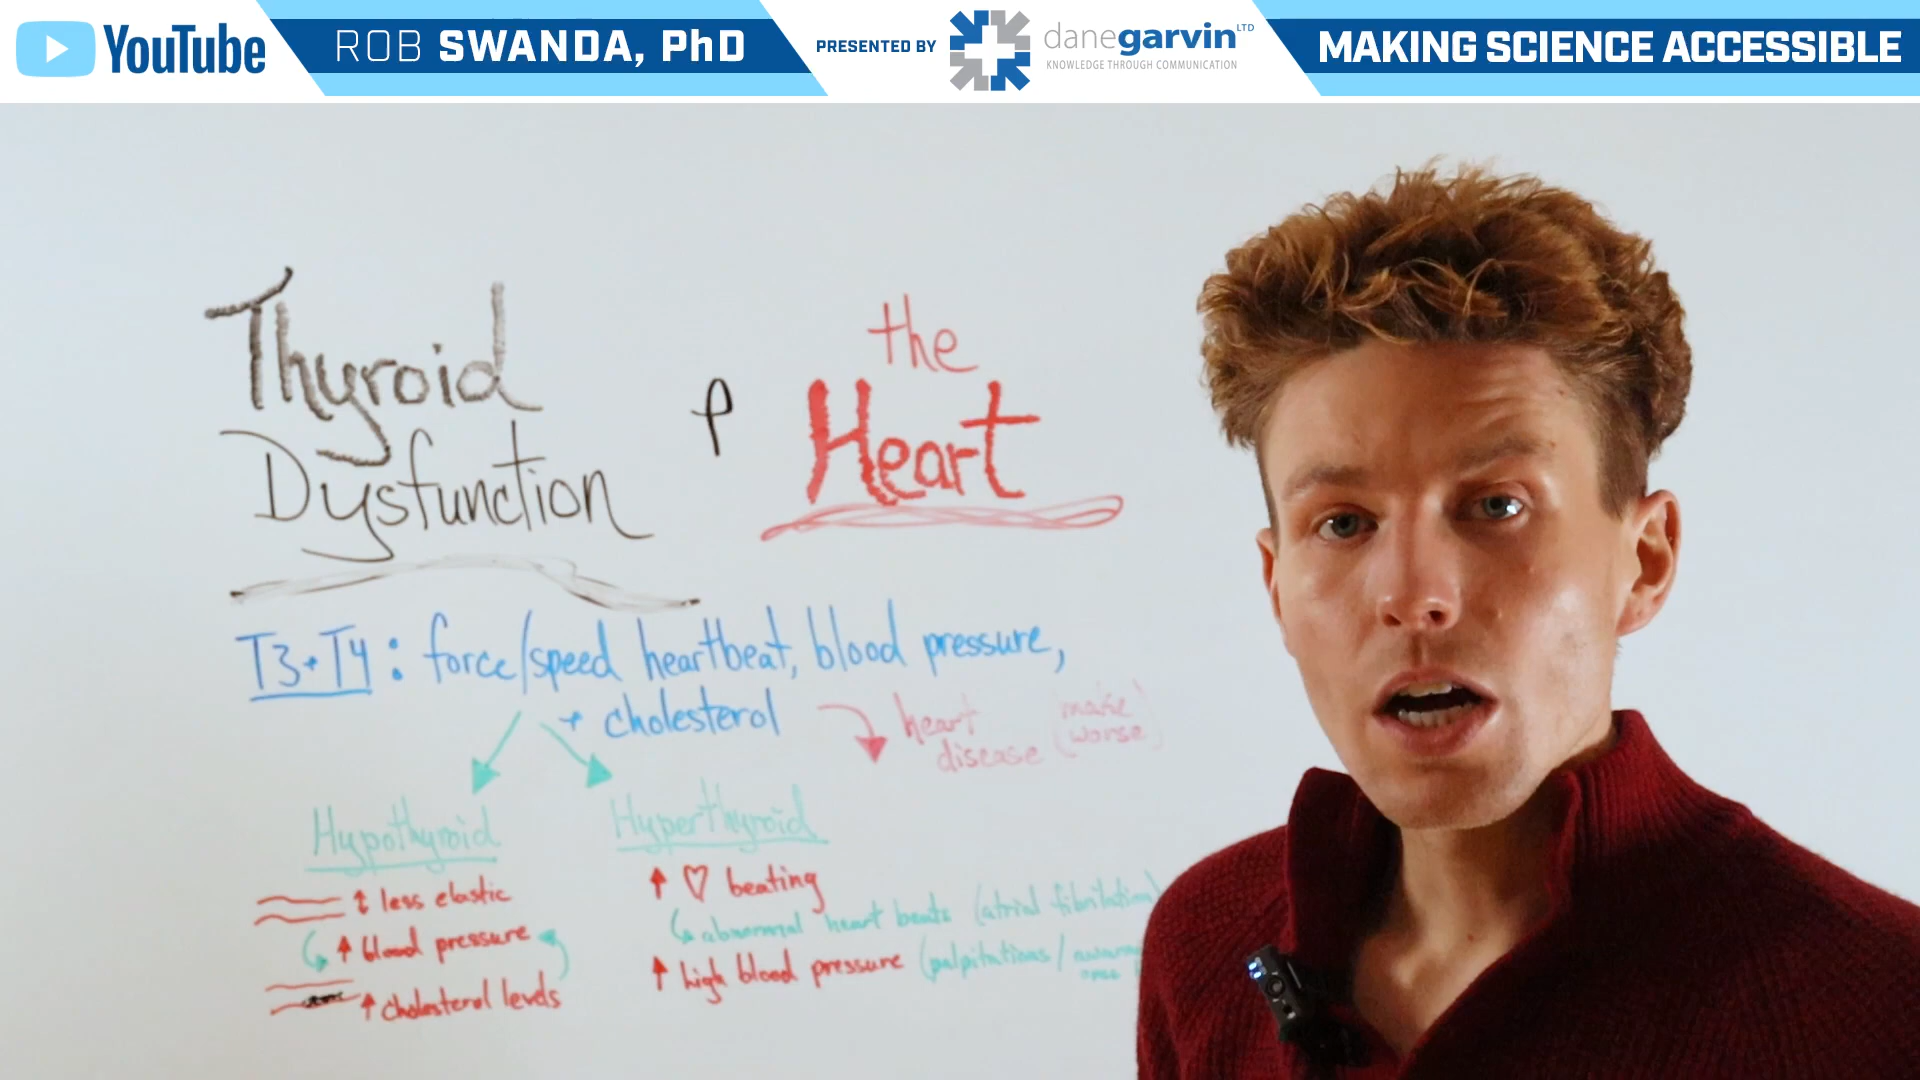 YouTube
ROB SWANDA, PhD
PRESENTED BY
danegarvin LTD
KNOWLEDGE THROUGH COMMUNICATION
MAKING SCIENCE ACCESSIBLE
Thyroid
Dysfunction
the
Heart
T3+T4: force/speed heartbeat, blood pressure,
+ cholesterol
heart
disease
(make
worse)
Hypothyroid
↕ less elastic
↑ blood pressure
↑ cholesterol levels
Hyperthyroid
↑ ♡ beating
↳ abnormal heart beats (atrial fibrillation)
↑ high blood pressure (palpitations/